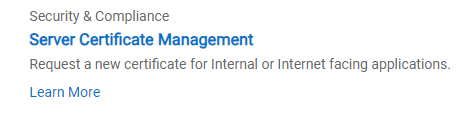 Security & Compliance
Server Certificate Management
Request a new certificate for Internal or Internet facing applications.
Learn More